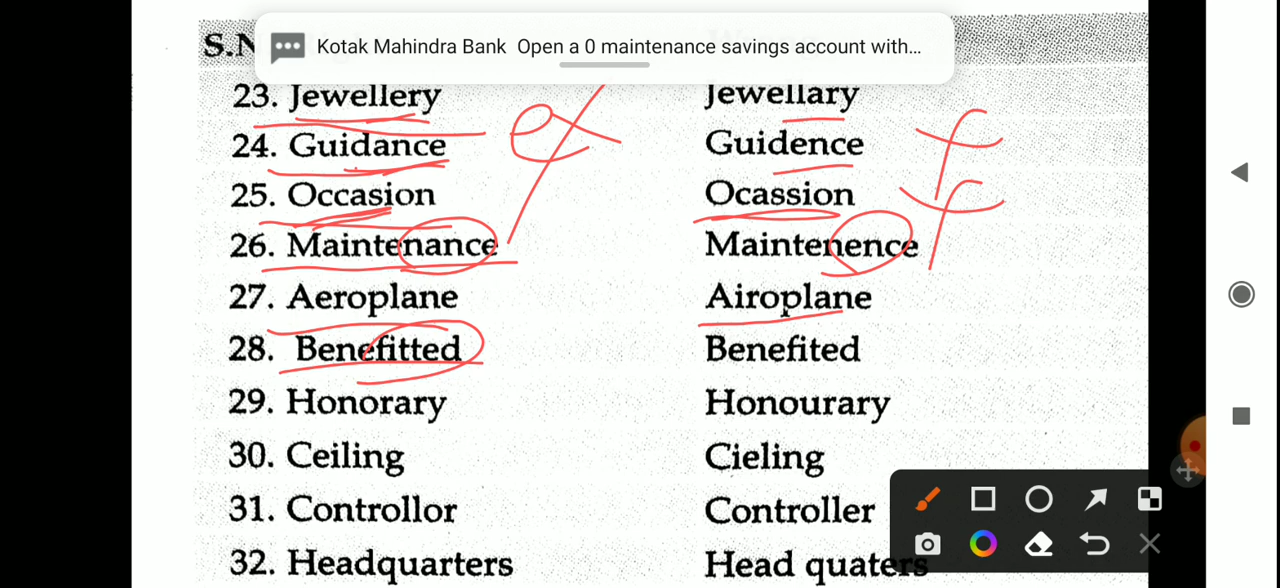 S.N
Kotak Mahindra Bank Open a 0 maintenance savings account with...
23. Jewellery Jewellary
24. Guidance Guidence
25. Occasion Ocassion
26. Maintenance Maintenence
27. Aeroplane Airoplane
28. Benefitted Benefited
29. Honorary Honourary
30. Ceiling Cieling
31. Controllor Controller
32. Headquarters Head quaters